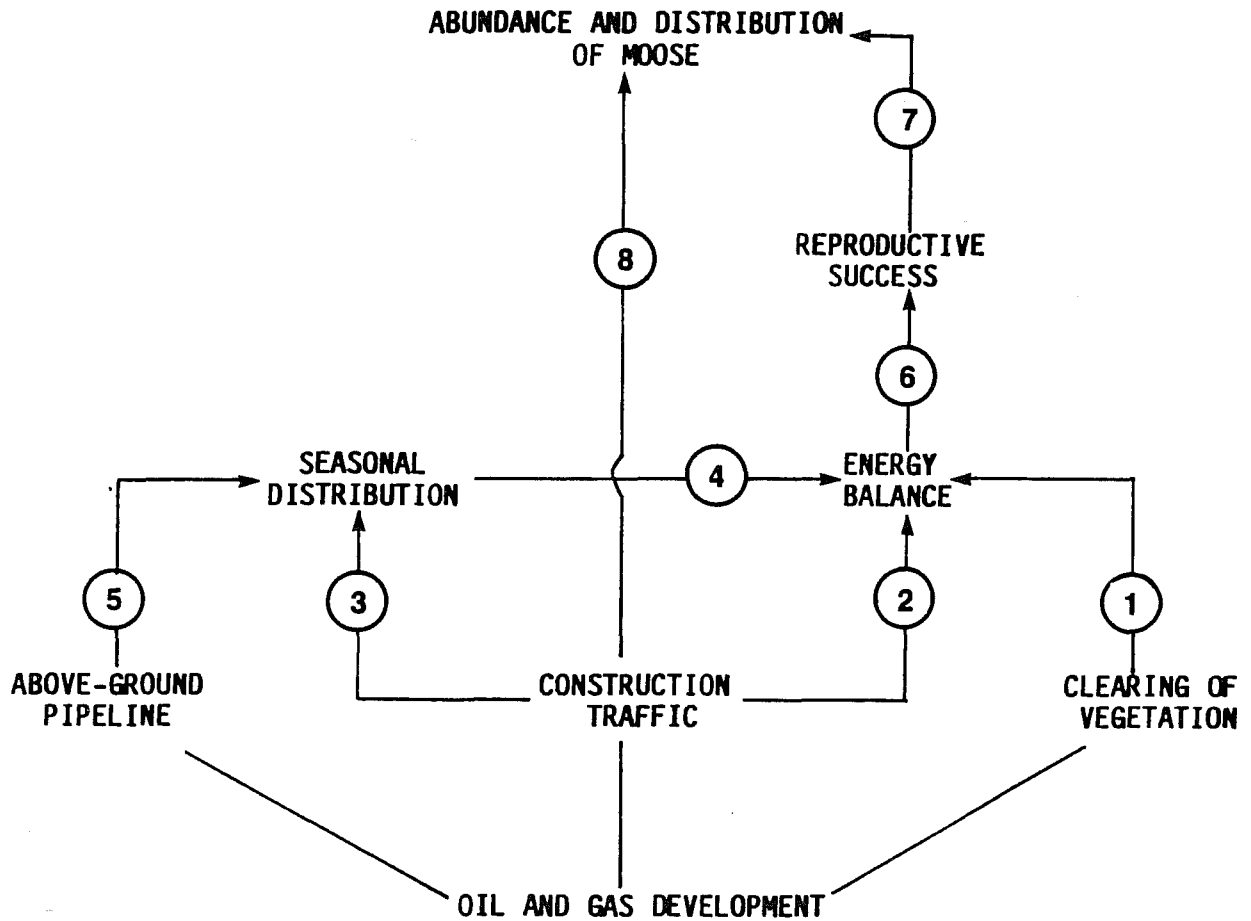 ABUNDANCE AND DISTRIBUTION
OF MOOSE
7
8
REPRODUCTIVE
SUCCESS
6
SEASONAL
DISTRIBUTION
4
ENERGY
BALANCE
5
3
2
1
ABOVE-GROUND
PIPELINE
CONSTRUCTION
TRAFFIC
CLEARING OF
VEGETATION
OIL AND GAS DEVELOPMENT